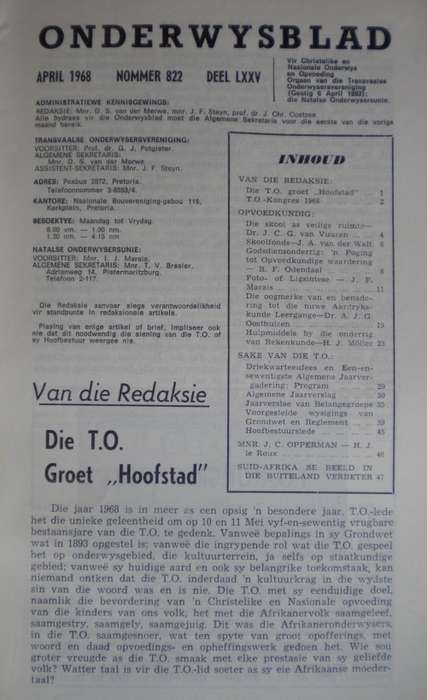 ONDERWYSBLAD
APRIL 1968 NOMMER 822 DEEL LXXV
Vir Christelike en
Nasionale Onderwys
en Opvoeding
Orgaan van die Transvaalse
Onderwysersvereniging
(Gestig 6 April 1893); en
die Natalse Onderwysersunie.
ADMINISTRATIEWE KENNISGEWINGS:
REDAKSIE: Mnr. O. S. van der Merwe, mnr. J. F. Steyn, prof. dr. J. Chr. Coetzee.
Alle bydraes vir die Onderwysblad moet die Algemene Sekretaris voor die eerste van die vorige
maand bereik.
TRANSVAALSE ONDERWYSERSVERENIGING:
VOORSITTER: Prof. dr. G. J. Potgieter.
ALGEMENE SEKRETARIS:
Mnr. O. S. van der Merwe.
ASSISTENT-SEKRETARIS: Mnr. J. F. Steyn.
ADRES: Posbus 2872, Pretoria.
Telefoonnommer
KANTORE: Nasionale Bouvereniging-gebou 119,
Kerkplein, Pretoria.
BESOEKTYE: Maandag tot Vrydag.
8.00 vm. — 1.00 nm.
1.30 nm. — 4.15 nm.
NATALSE ONDERWYSERSUNIE:
VOORSITTER: Mnr. I. J. Marais.
ALGEMENE SEKRETARIS: Mnr. T. V. Bresler,
14, Pietermaritzburg.
Telefoon 2-117.
Die Redaksie aanvaar slegs verantwoordelikheid
vir standpunte in redaksionele artikels.
Plasing van enige artikel of brief, impliseer ook
nie dat dit noodwendig die siening van die T.O. of
sy Hoofbestuur weergee nie.
INHOUD
VAN DIE REDAKSIE:
Die T.O. groet „Hoofstad" 1
T.O.-Kongres 1968 2
OPVOEDKUNDIG:
Die skool as veilige ruimte—
Dr. J. C. G. van Vuuren 4
Skoolfonds—J. A. van der Walt 6
Godsdienonderrig: 'n Poging
tot Opvoedkundige waardering
— B. F. Odendaal 8
Foto- of Ligsintese — J. F.
Marais 11
Die oogmerke van en benade-
ring tot die nuwe Aardryks-
kunde Leergange—Dr. A. J. G.
Oosthuizen 19
Hulpmiddels by die onderrig
van Rekenkunde—H. J. Möller 23
SAKE VAN DIE T.O.:
Driekwarteeufees en Een-en-
sewentigste Algemene Jaarver-
gadering: Program 29
Algemene Jaarverslag 30
Jaarverslae van Belangegroepe 35
Voorgestelde wysigings van
Grondwet en Reglement 39
Hoofbestuurslede 45
MNR. J. C. OPPERMAN — H. J.
le Roux 46
SUID-AFRIKA SE BEELD IN
DIE BUITELAND VERBETER 47
Van die Redaksie
Die T.O.
Groet „Hoofstad"
Die jaar 1968 is in meer as een opsig 'n besondere jaar. T.O.-lede
het die unieke geleentheid om op 10 en 11 Mei vyf-en-sewentig vrugbare
bestaansjare van die T.O. te gedenk. Vanweë bepalings in sy Grondwet
wat in 1893 opgestel is; vanweë die ingrypende rol wat die T.O. gespeel
het op onderwysgebied, die kultuurterrein, ja selfs op staatkundige
gebied; vanweë sy huidige aard en ook sy belangrike toekomstaak, kan
niemand ontken dat die T.O. inderdaad 'n kultuurkrag in die wydste
sin van die woord was en is nie. Die T.O. met sy eenduidige doel,
naamlik die bevordering van 'n Christelike en Nasionale opvoeding
van die kinders van ons volk, het met die Afrikanervolk saamgeleef,
saamgestry, saamgely, saamgejuig. Dit was die Afrikaneronderwysers,
in die T.O. saamgesnoer, wat ten spyte van groot opofferings, met
woord en daad opvoedings- en opheffingswerk gedoen het. Wie sou
groter vreugde as die T.O. smaak met elke prestasie van sy geliefde
volk? Watter taal is vir die T.O.-lid soeter as sy eie Afrikaanse moeder-
taal?